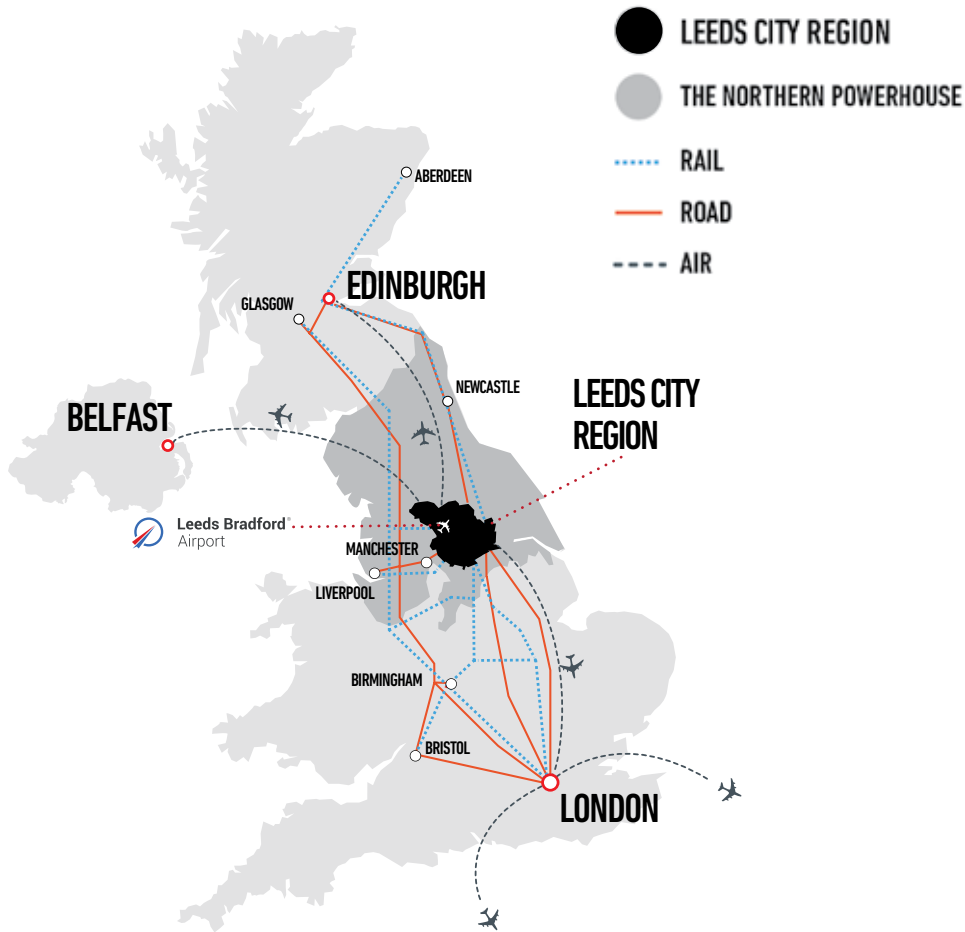 LEEDS CITY REGION
THE NORTHERN POWERHOUSE
RAIL
ROAD
AIR
ABERDEEN
EDINBURGH
GLASGOW
NEWCASTLE
LEEDS CITY
REGION
BELFAST
Leeds Bradford®
Airport
MANCHESTER
LIVERPOOL
BIRMINGHAM
BRISTOL
LONDON